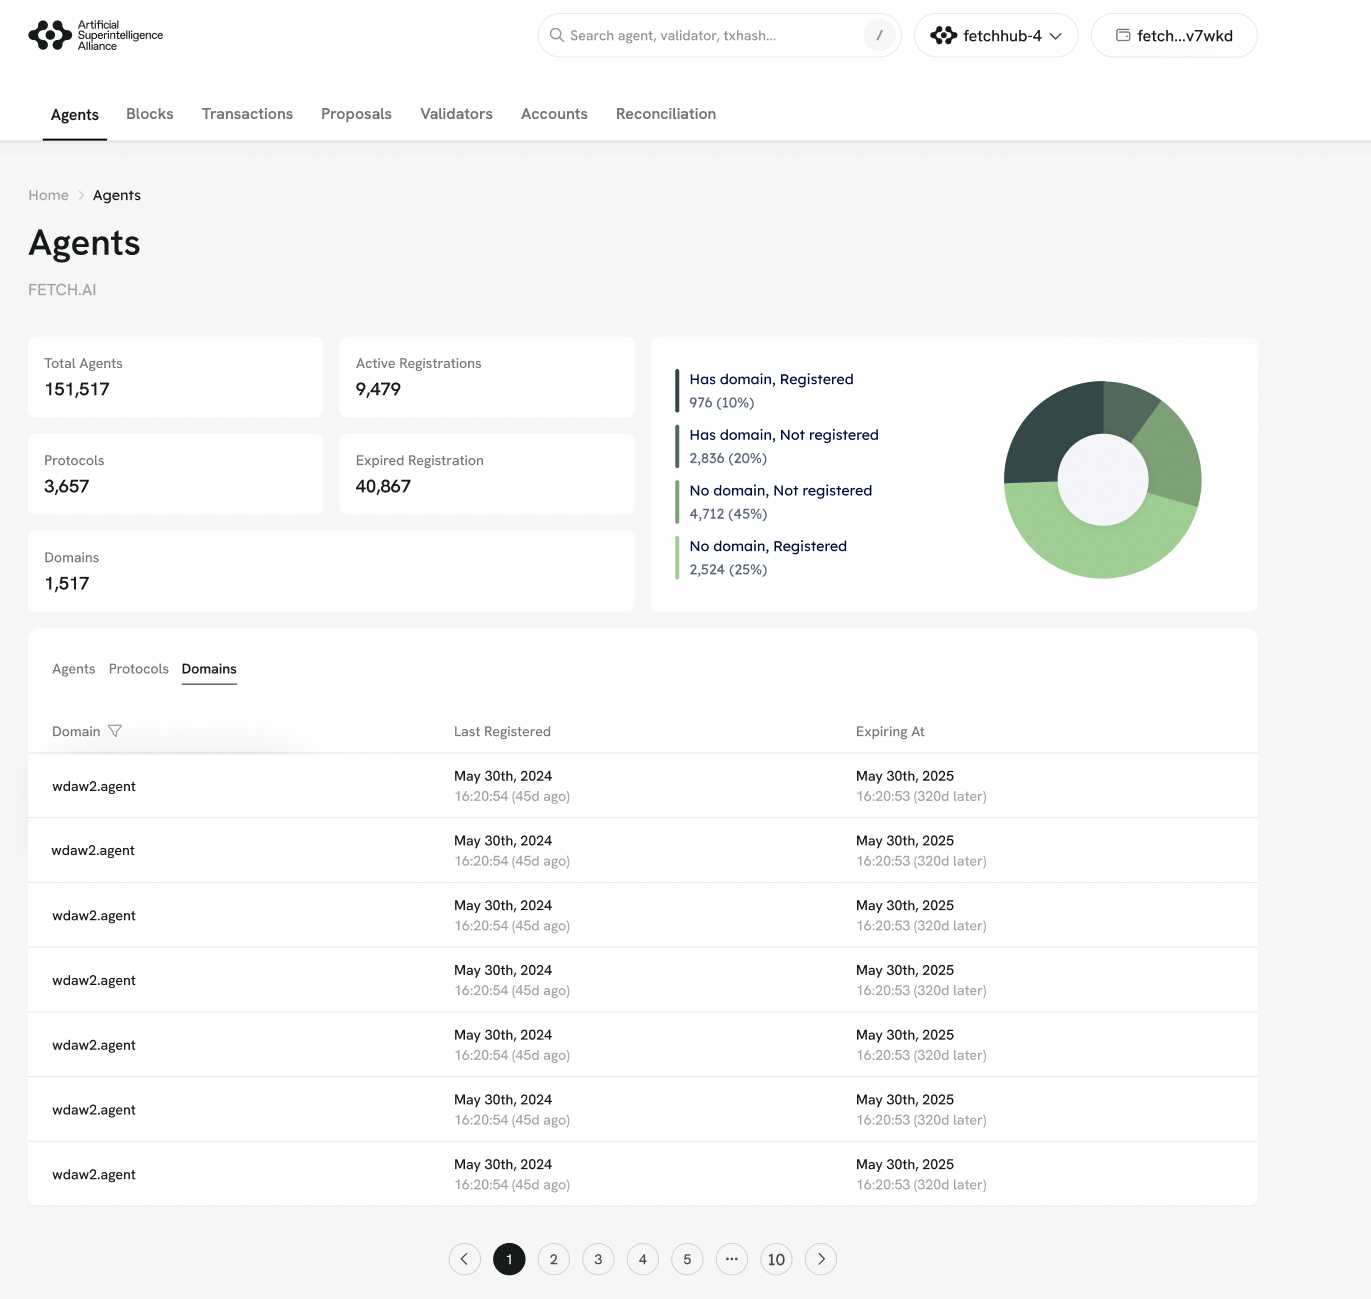 Artificial
Superintelligence
Alliance
Search agent, validator, txhash...
/
fetchhub-4
fetch...v7wkd
Agents Blocks Transactions Proposals Validators Accounts Reconciliation
Home > Agents
Agents
FETCH.AI
Total Agents
151,517
Active Registrations
9,479
Protocols
3,657
Expired Registration
40,867
Domains
1,517
Has domain, Registered
976 (10%)
Has domain, Not registered
2,836 (20%)
No domain, Not registered
4,712 (45%)
No domain, Registered
2,524 (25%)
Agents Protocols Domains
Domain Last Registered Expiring At
wdaw2.agent
May 30th, 2024
16:20:54 (45d ago)
May 30th, 2025
16:20:53 (320d later)
wdaw2.agent
May 30th, 2024
16:20:54 (45d ago)
May 30th, 2025
16:20:53 (320d later)
wdaw2.agent
May 30th, 2024
16:20:54 (45d ago)
May 30th, 2025
16:20:53 (320d later)
wdaw2.agent
May 30th, 2024
16:20:54 (45d ago)
May 30th, 2025
16:20:53 (320d later)
wdaw2.agent
May 30th, 2024
16:20:54 (45d ago)
May 30th, 2025
16:20:53 (320d later)
wdaw2.agent
May 30th, 2024
16:20:54 (45d ago)
May 30th, 2025
16:20:53 (320d later)
wdaw2.agent
May 30th, 2024
16:20:54 (45d ago)
May 30th, 2025
16:20:53 (320d later)
1 2 3 4 5 ... 10